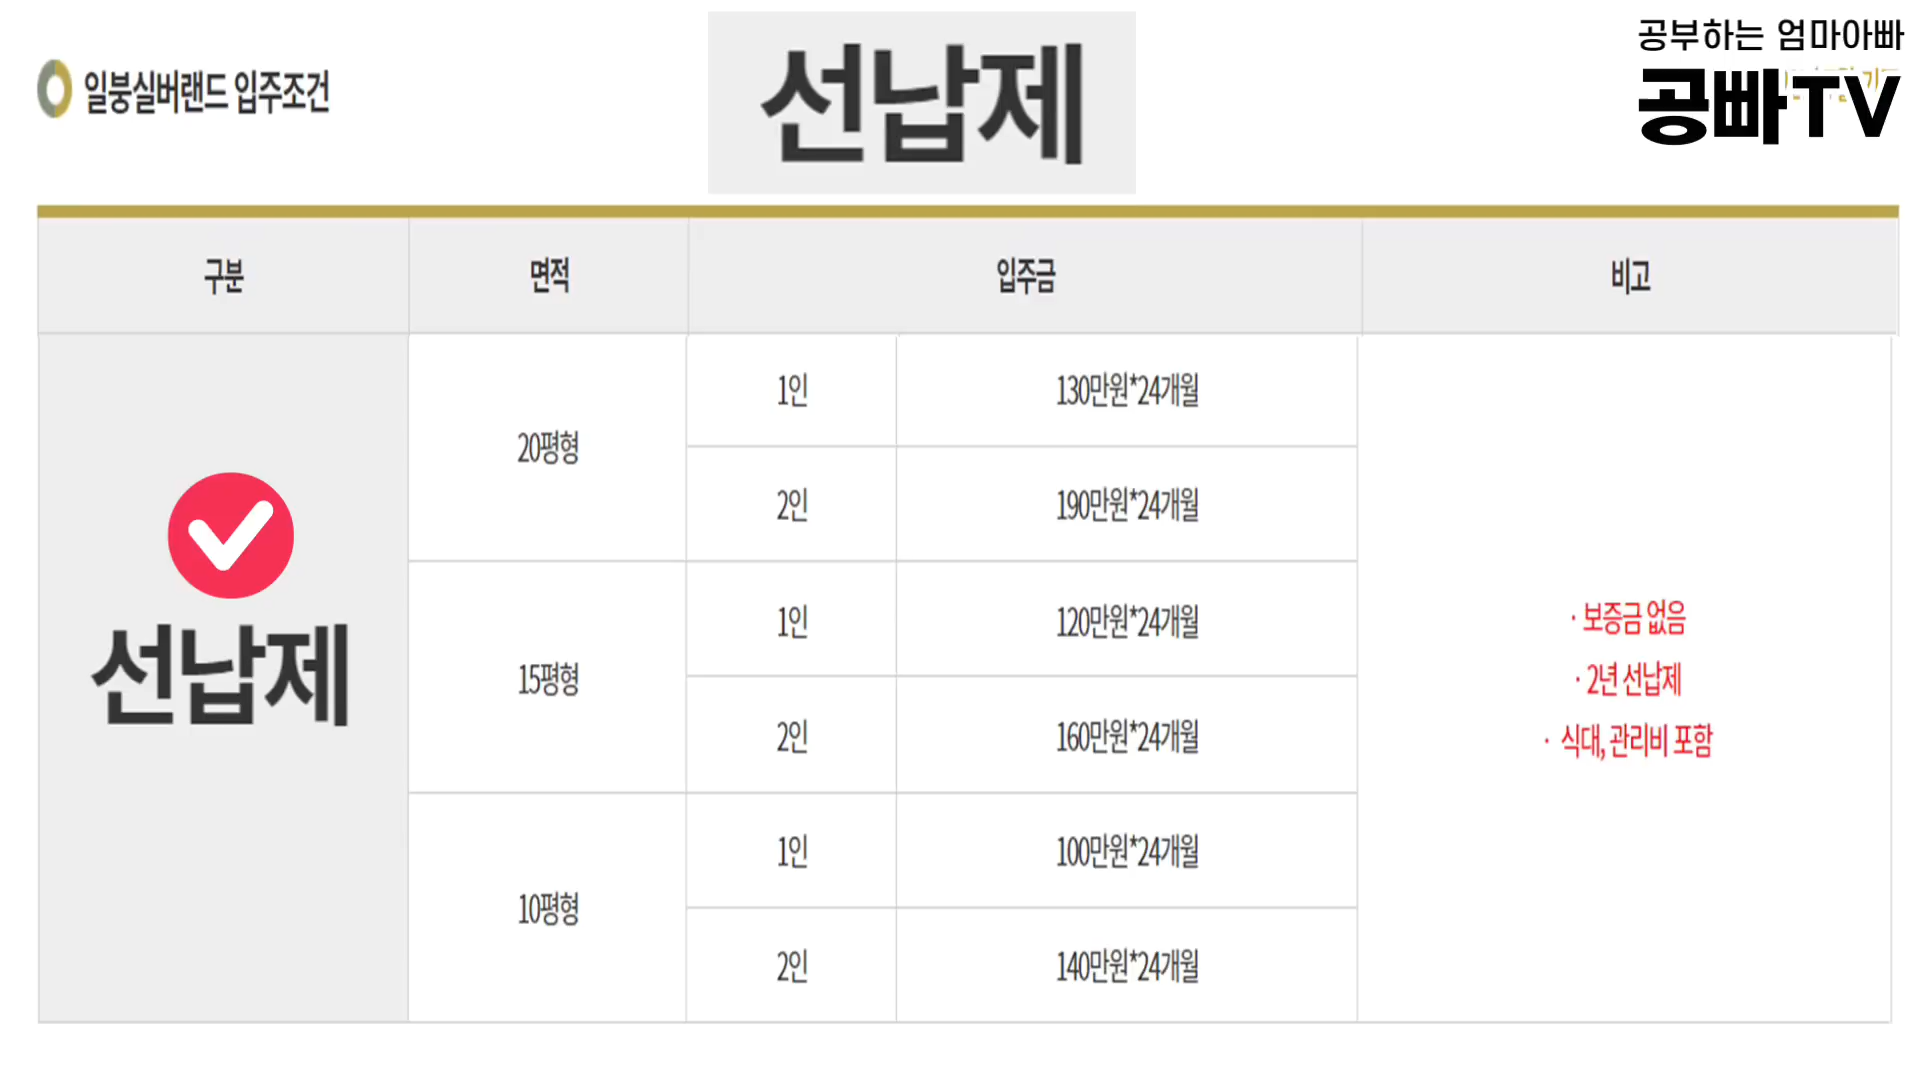 일붕실버랜드 입주조건
선납제
공부하는 엄마아빠
공빠TV
구분 면적 입주금 비고
선납제
20평형
1인 130만원*24개월
2인 190만원*24개월
15평형
1인 120만원*24개월
2인 160만원*24개월
10평형
1인 100만원*24개월
2인 140만원*24개월
· 보증금 없음
· 2년 선납제
· 식대, 관리비 포함